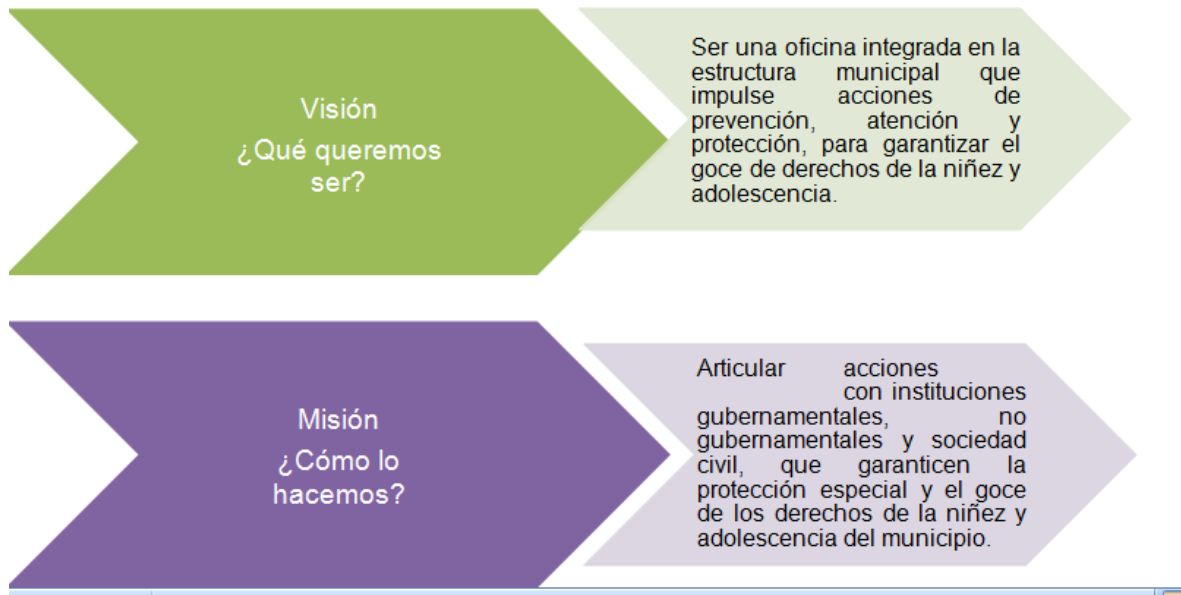 Visión
¿Qué queremos
ser?
Ser una oficina integrada en la
estructura municipal que
impulse acciones de
prevención, atención y
protección, para garantizar el
goce de derechos de la niñez y
adolescencia.
Misión
¿Cómo lo
hacemos?
Articular acciones
con instituciones
gubernamentales, no
gubernamentales y sociedad
civil, que garanticen la
protección especial y el goce
de los derechos de la niñez y
adolescencia del municipio.